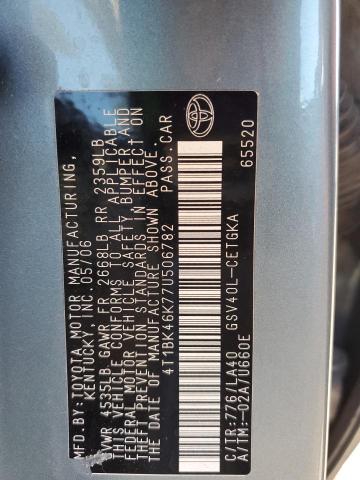 MFD.BY:TOYOTA MOTOR MANUFACTURING,
KENTUCKY, INC. 05/06
GVWR 4535LB GAWR FR 2668LB RR 2359LB
THIS VEHICLE CONFORMS TO ALL APPLICABLE
FEDERAL MOTOR VEHICLE SAFETY, BUMPER, AND
THEFT PREVENTION STANDARDS IN EFFECT ON
THE DATE OF MANUFACTURE SHOWN ABOVE.
4T1BK46K77U506782 PASS.CAR
C/TR:7767/LA40 GSV40L-CETGKA
A/TM:-02A/U660E 65520